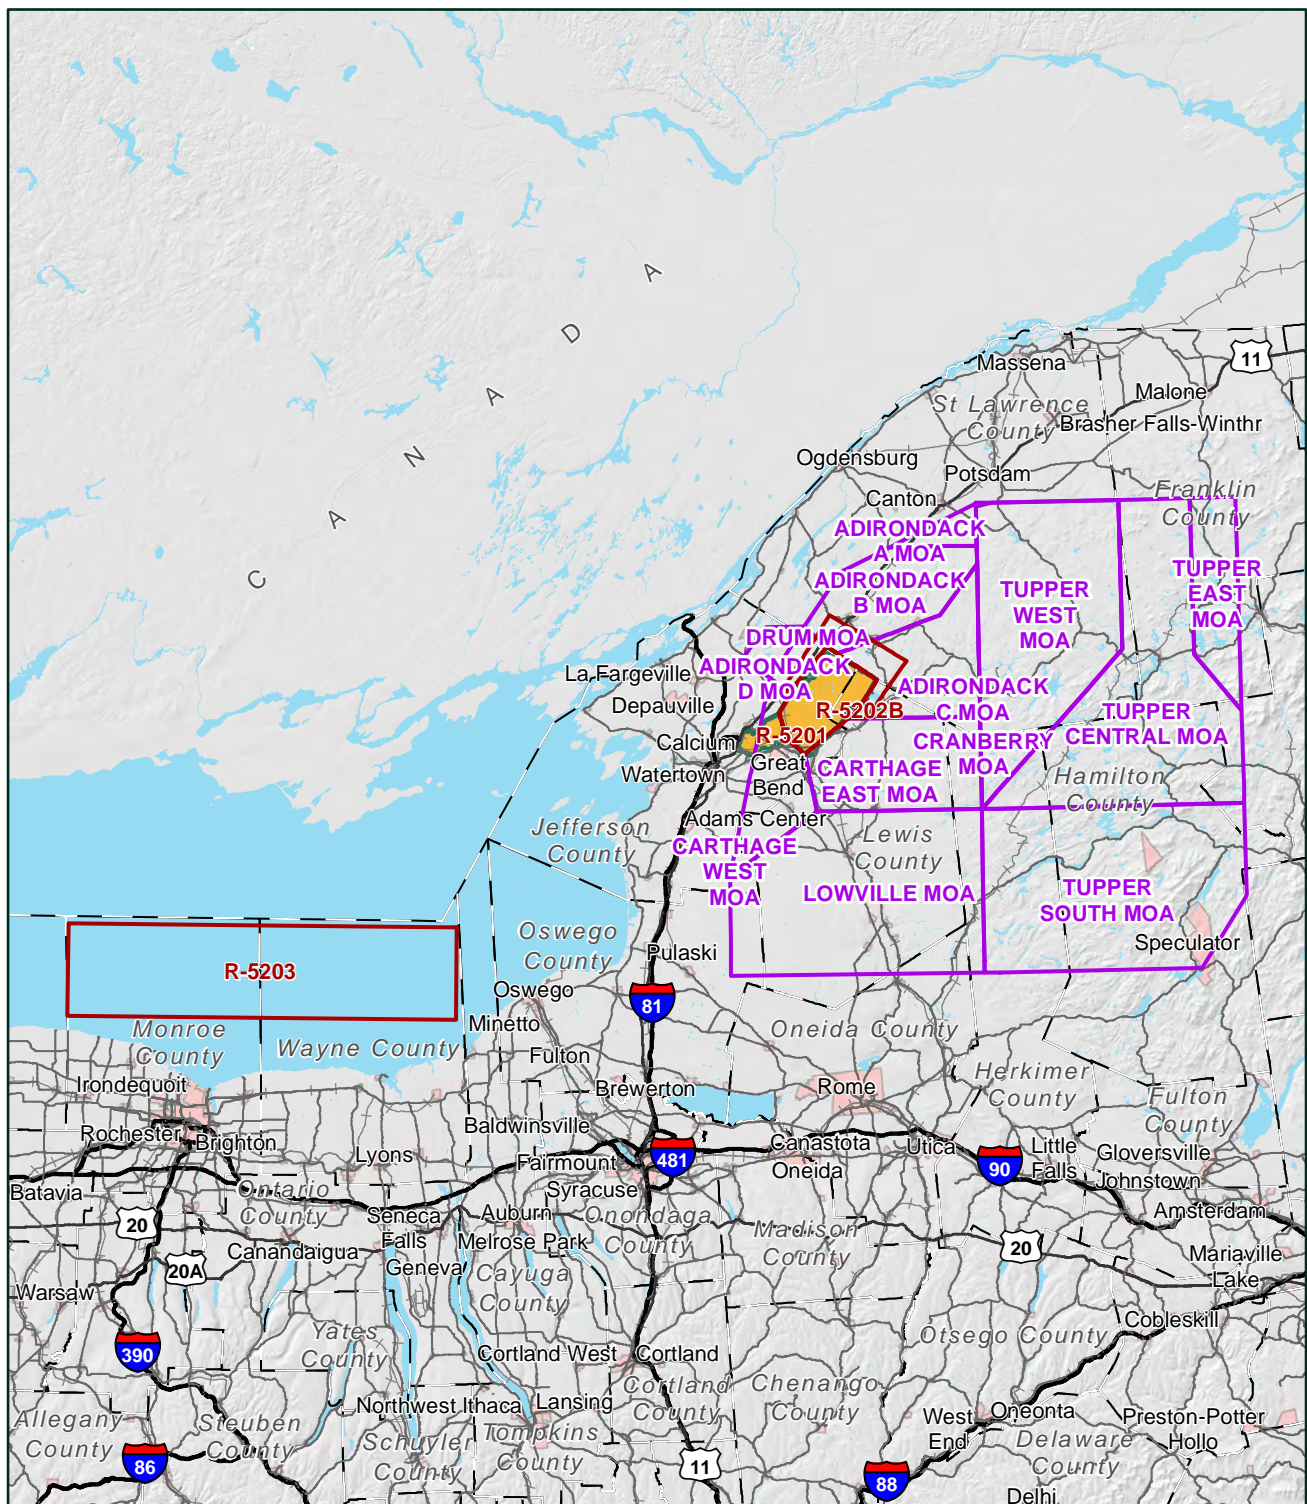 C A N A D A
11
Massena
Malone
St Lawrence
County
Brasher Falls-Winthr
Ogdensburg
Potsdam
Canton
Franklin
County
ADIRONDACK
A MOA
TUPPER
EAST
MOA
ADIRONDACK
B MOA
TUPPER
WEST
MOA
DRUM MOA
ADIRONDACK
D MOA
La Fargeville
Depauville
ADIRONDACK
C MOA
R-5202B
R-5201
TUPPER
CENTRAL MOA
Calcium
CRANBERRY
MOA
Watertown
Great
Bend
CARTHAGE
EAST MOA
Hamilton
County
Adams Center
Jefferson
County
Lewis
County
CARTHAGE
WEST
MOA
LOWVILLE MOA
TUPPER
SOUTH MOA
Oswego
County
Speculator
Pulaski
R-5203
Oswego
81
Minetto
Monroe
County
Wayne County
Oneida County
Fulton
Irondequoit
Brewerton
Rome
Herkimer
County
Fulton
County
Rochester
Brighton
Baldwinsville
Canastota
Utica
Little
Falls
Gloversville
Lyons
Fairmount
481
Oneida
90
Johnstown
Batavia
Ontario
County
Syracuse
Seneca
Falls
Auburn
Onondaga
County
Madison
County
Amsterdam
20
Canandaigua
Melrose Park
20
Mariaville
Lake
20A
Geneva
Cayuga
County
Warsaw
Cobleskill
Yates
County
Otsego County
390
Cortland West
Cortland
Cortland
County
Chenango
County
Northwest Ithaca
Lansing
Allegany
County
Steuben
County
Schuyler
County
Tompkins
County
West
End
Oneonta
Preston-Potter
Hollo
Delaware
County
86
11
88
Delhi